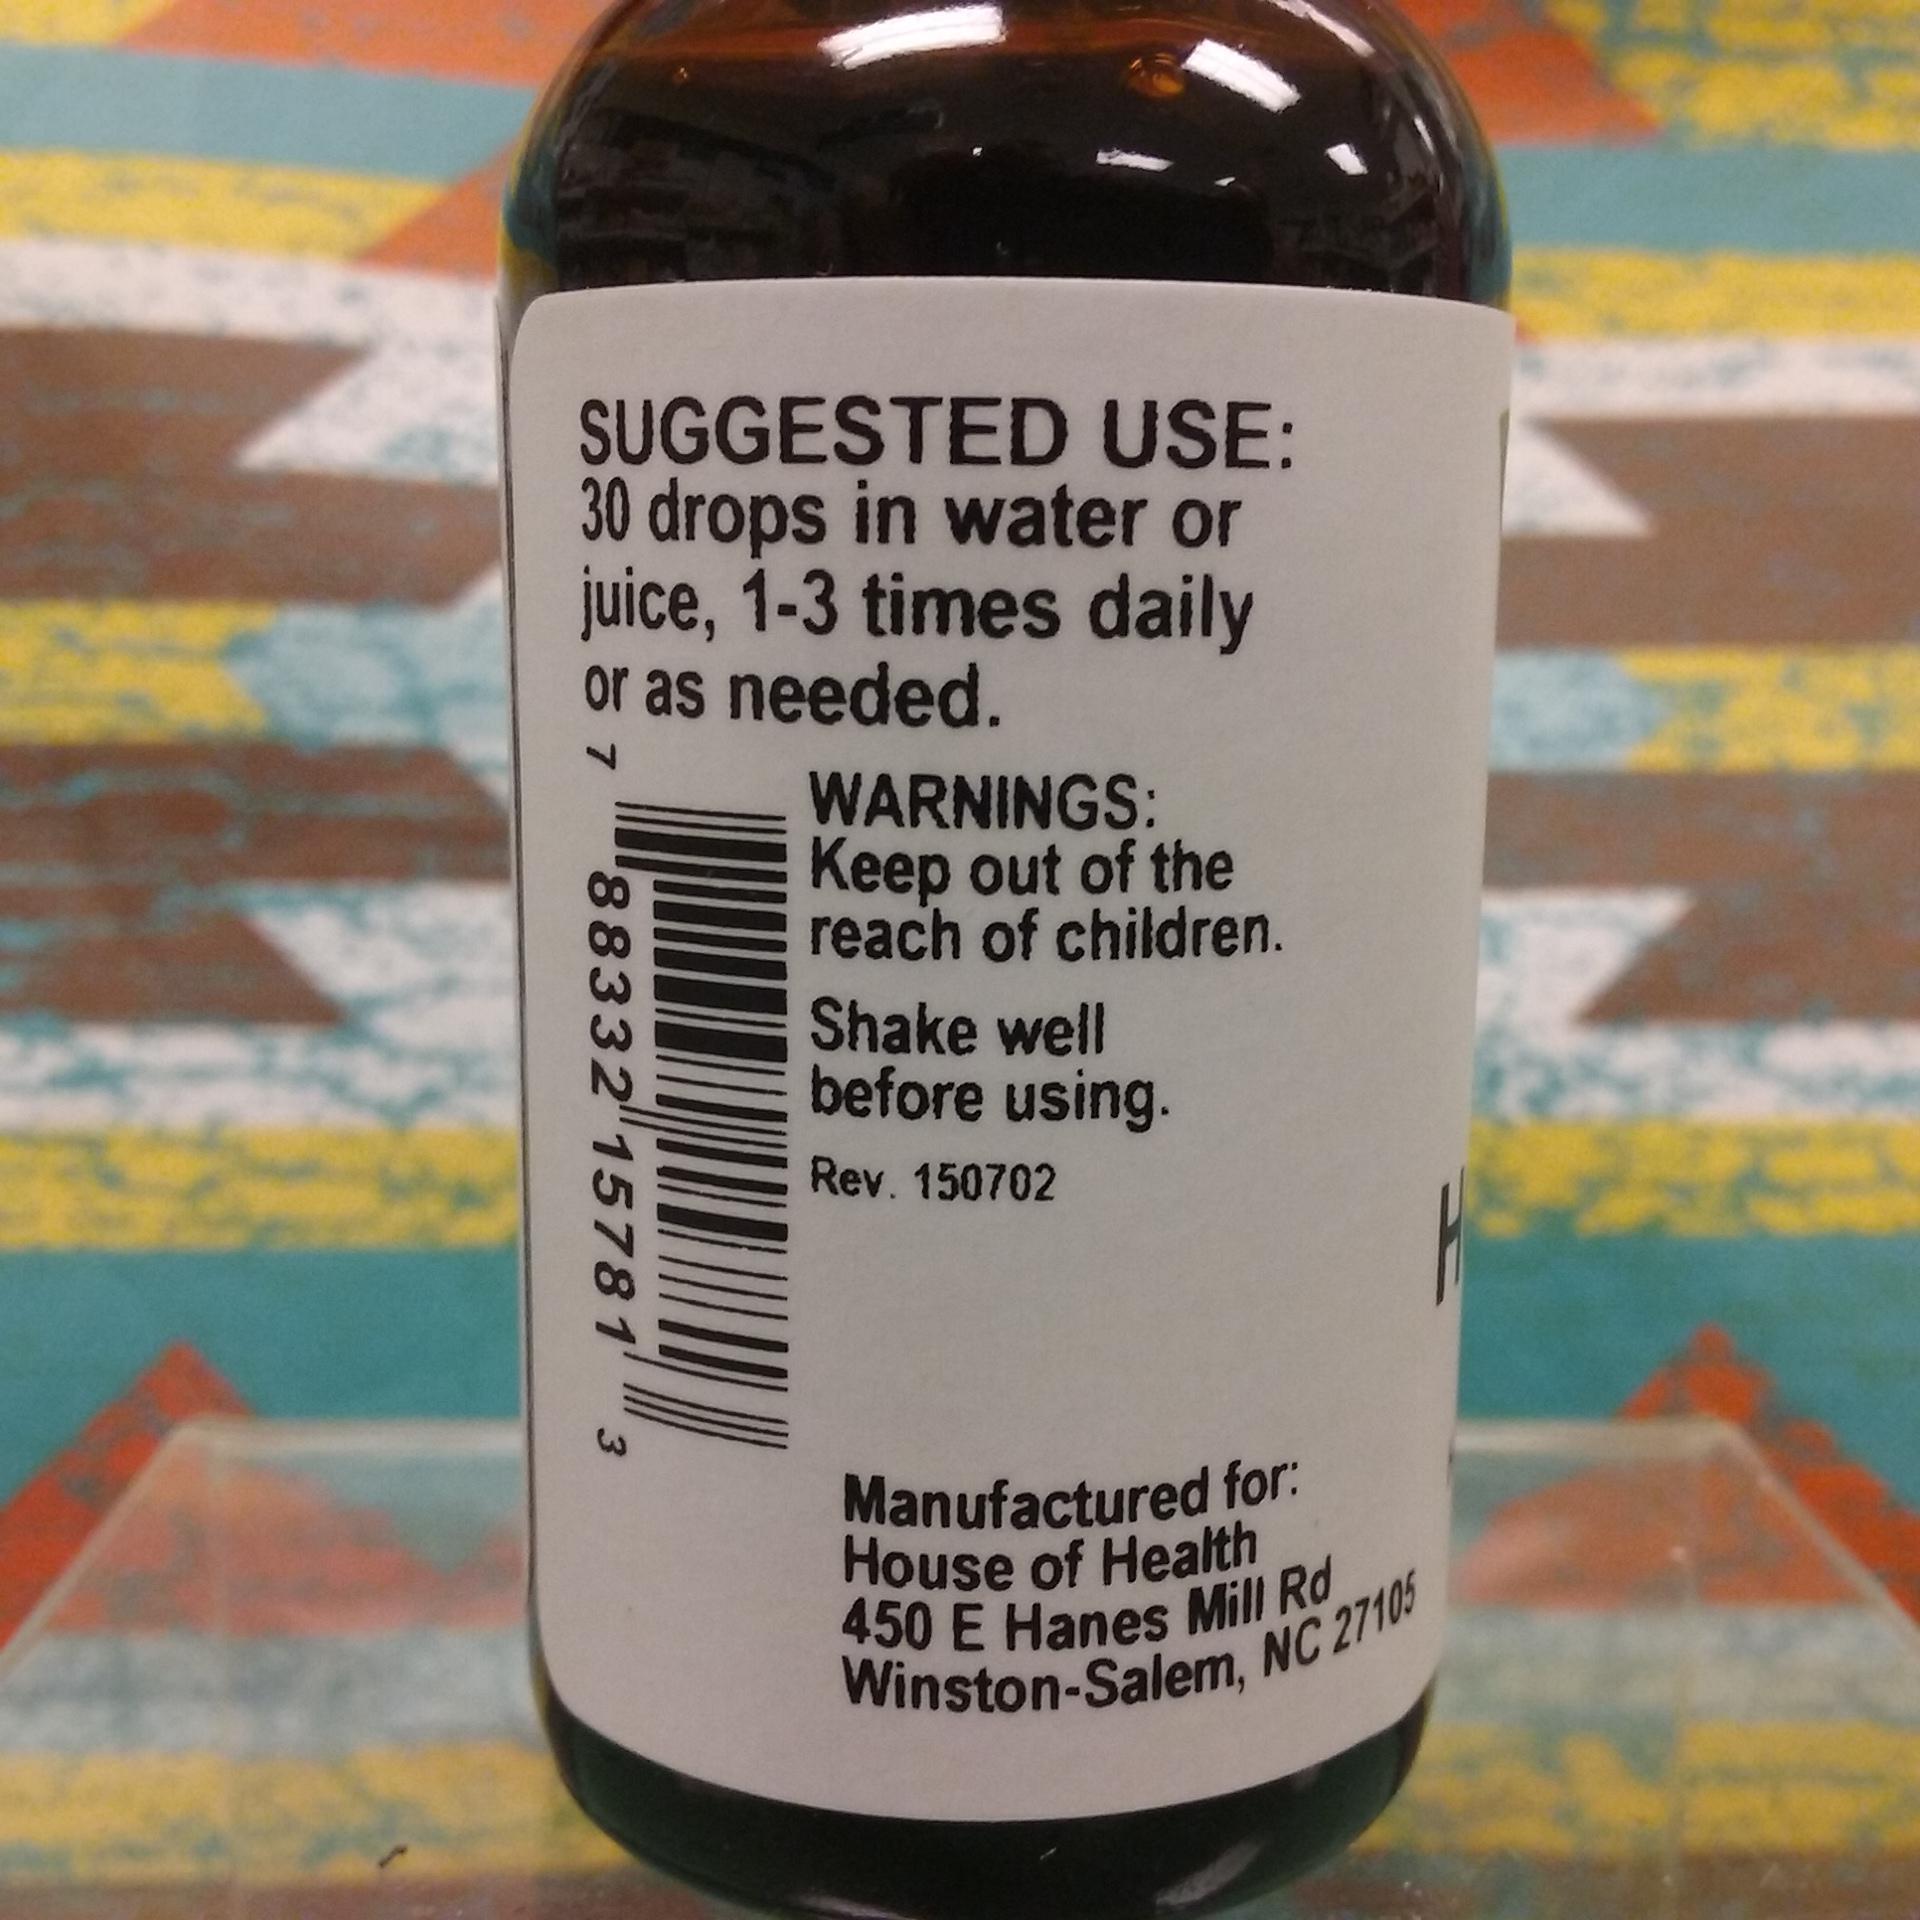 SUGGESTED USE:
30 drops in water or
juice, 1-3 times daily
or as needed.
7 88332 15781 3
WARNINGS:
Keep out of the
reach of children.
Shake well
before using.
Rev. 150702
Manufactured for:
House of Health
450 E Hanes Mill Rd
Winston-Salem, NC 27105
H